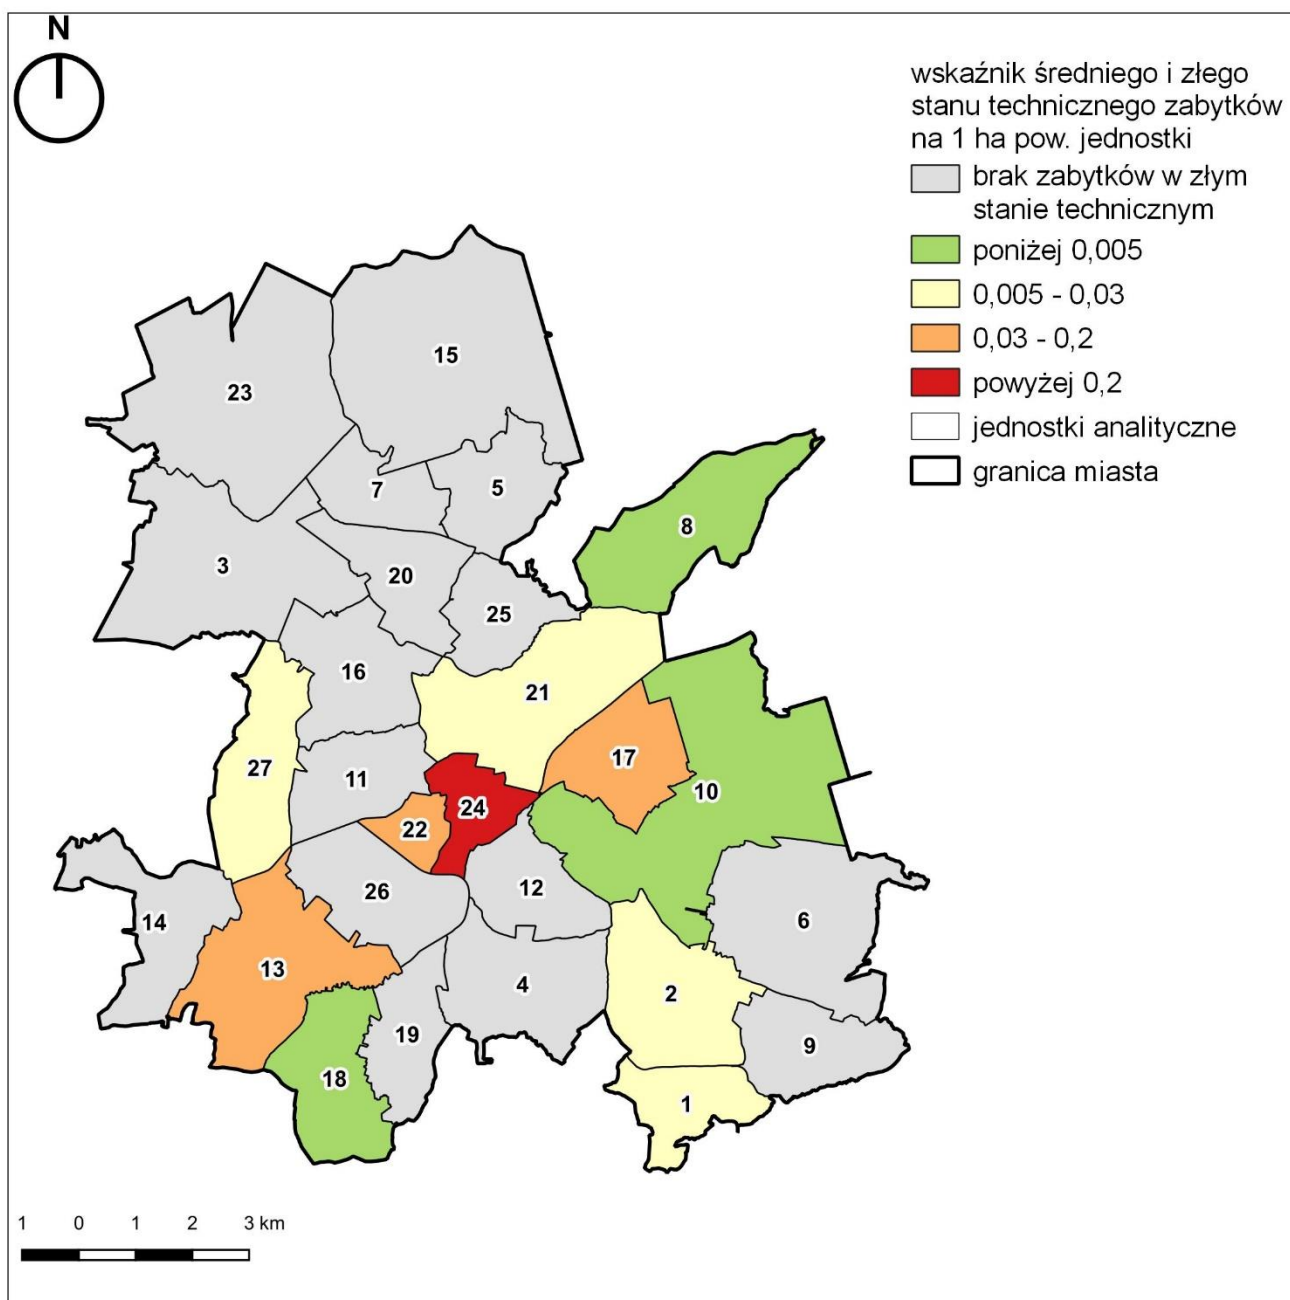 N
wskaźnik średniego i złego
stanu technicznego zabytków
na 1 ha pow. jednostki
brak zabytków w złym
stanie technicznym
poniżej 0,005
0,005 - 0,03
0,03 - 0,2
powyżej 0,2
jednostki analityczne
granica miasta
15
23
7
5
8
3
20
25
16
21
27
11
17
10
24
22
12
26
14
6
13
4
2
19
9
18
1
1 0 1 2 3 km